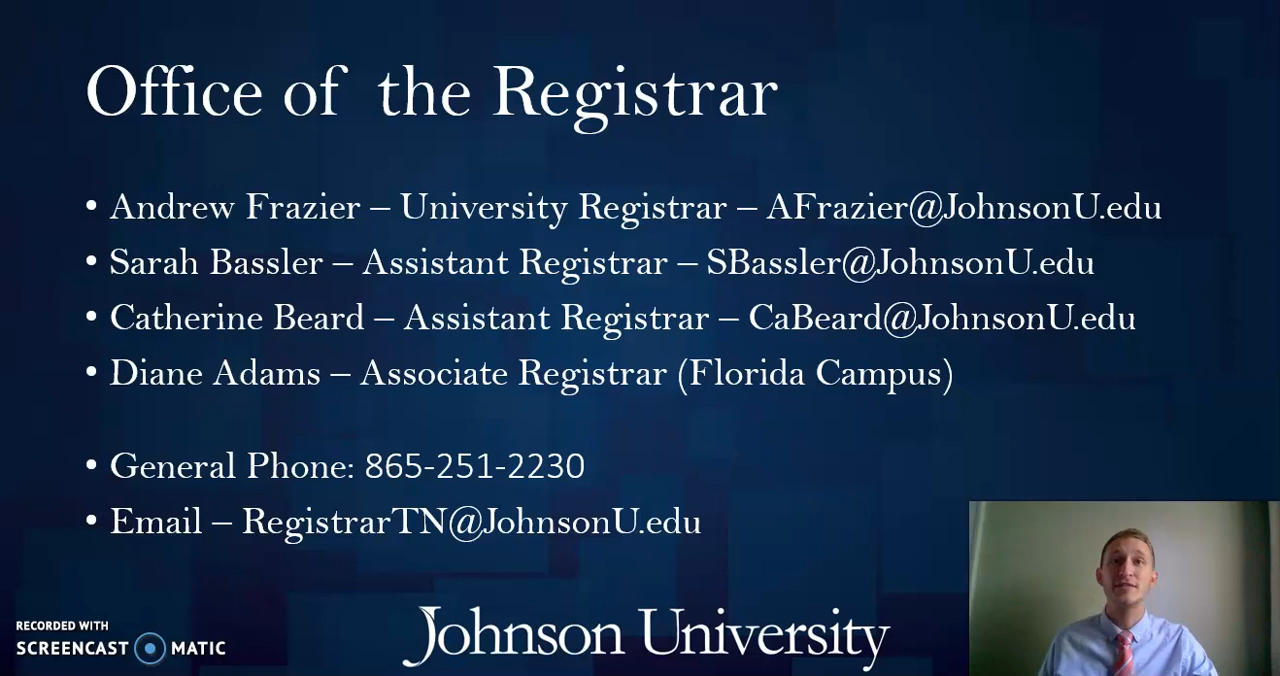 Office of the Registrar
• Andrew Frazier – University Registrar – AFrazier@JohnsonU.edu
• Sarah Bassler – Assistant Registrar – SBassler@JohnsonU.edu
• Catherine Beard – Assistant Registrar – CaBeard@JohnsonU.edu
• Diane Adams – Associate Registrar (Florida Campus)
• General Phone: 865-251-2230
• Email – RegistrarTN@JohnsonU.edu
Johnson University
RECORDED WITH
SCREENCAST MATIC